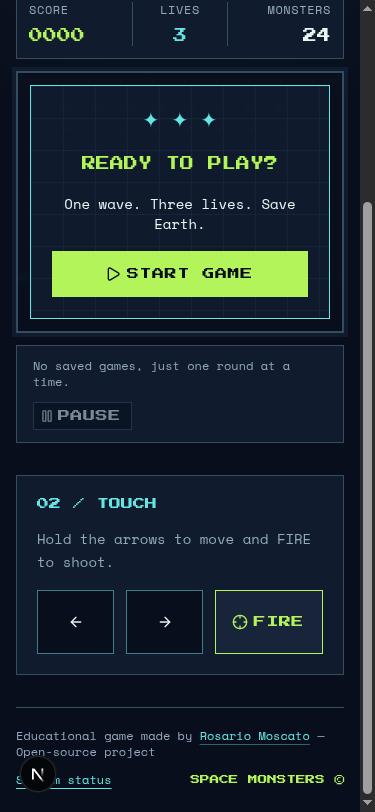 SCORE
LIVES
MONSTERS
0000
3
24
READY TO PLAY?
One wave. Three lives. Save
Earth.
START GAME
No saved games, just one round at a
time.
PAUSE
02 / TOUCH
Hold the arrows to move and FIRE
to shoot.
← → FIRE
Educational game made by Rosario Moscato —
Open-source project
N
status
SPACE MONSTERS ©